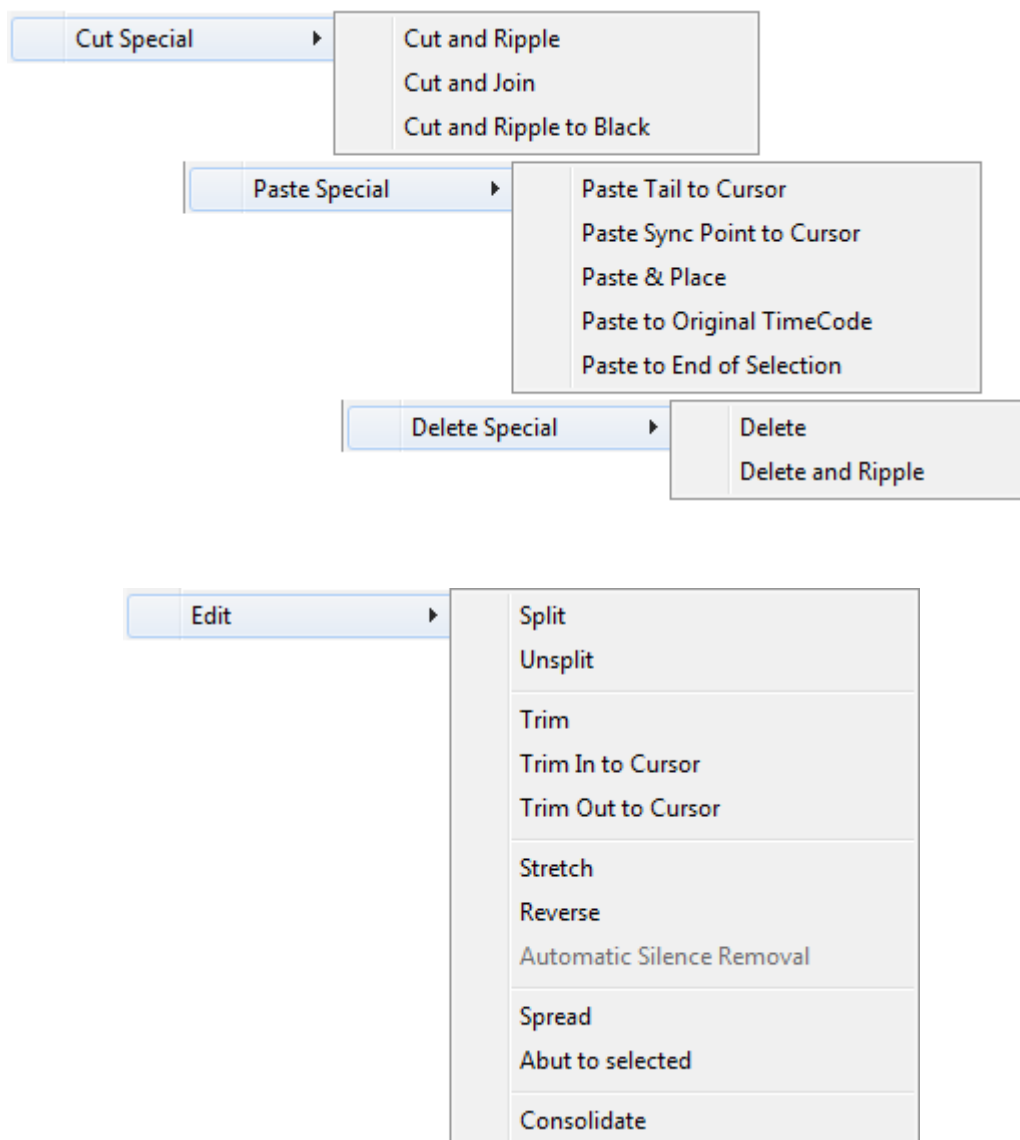 Cut Special
Cut and Ripple
Cut and Join
Cut and Ripple to Black
Paste Special
Paste Tail to Cursor
Paste Sync Point to Cursor
Paste & Place
Paste to Original TimeCode
Paste to End of Selection
Delete Special
Delete
Delete and Ripple
Edit
Split
Unsplit
Trim
Trim In to Cursor
Trim Out to Cursor
Stretch
Reverse
Automatic Silence Removal
Spread
Abut to selected
Consolidate